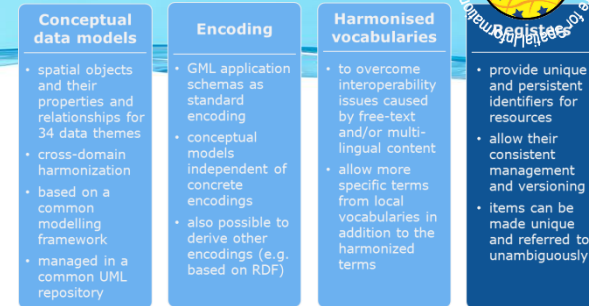 Conceptual
data models
• spatial objects
and their
properties and
relationships for
34 data themes
• cross-domain
harmonization
• based on a
common
modelling
framework
• managed in a
common UML
repository
Encoding
• GML application
schemas as
standard
encoding
• conceptual
models
independent of
concrete
encodings
• also possible to
derive other
encodings (e.g.
based on RDF)
Harmonised
vocabularies
• to overcome
interoperability
issues caused
by free-text
and/or multi-
lingual content
• allow more
specific terms
from local
vocabularies in
addition to the
harmonized
terms
Registers
• provide unique
and persistent
identifiers for
resources
• allow their
consistent
management
and versioning
• items can be
made unique
and referred to
unambiguously